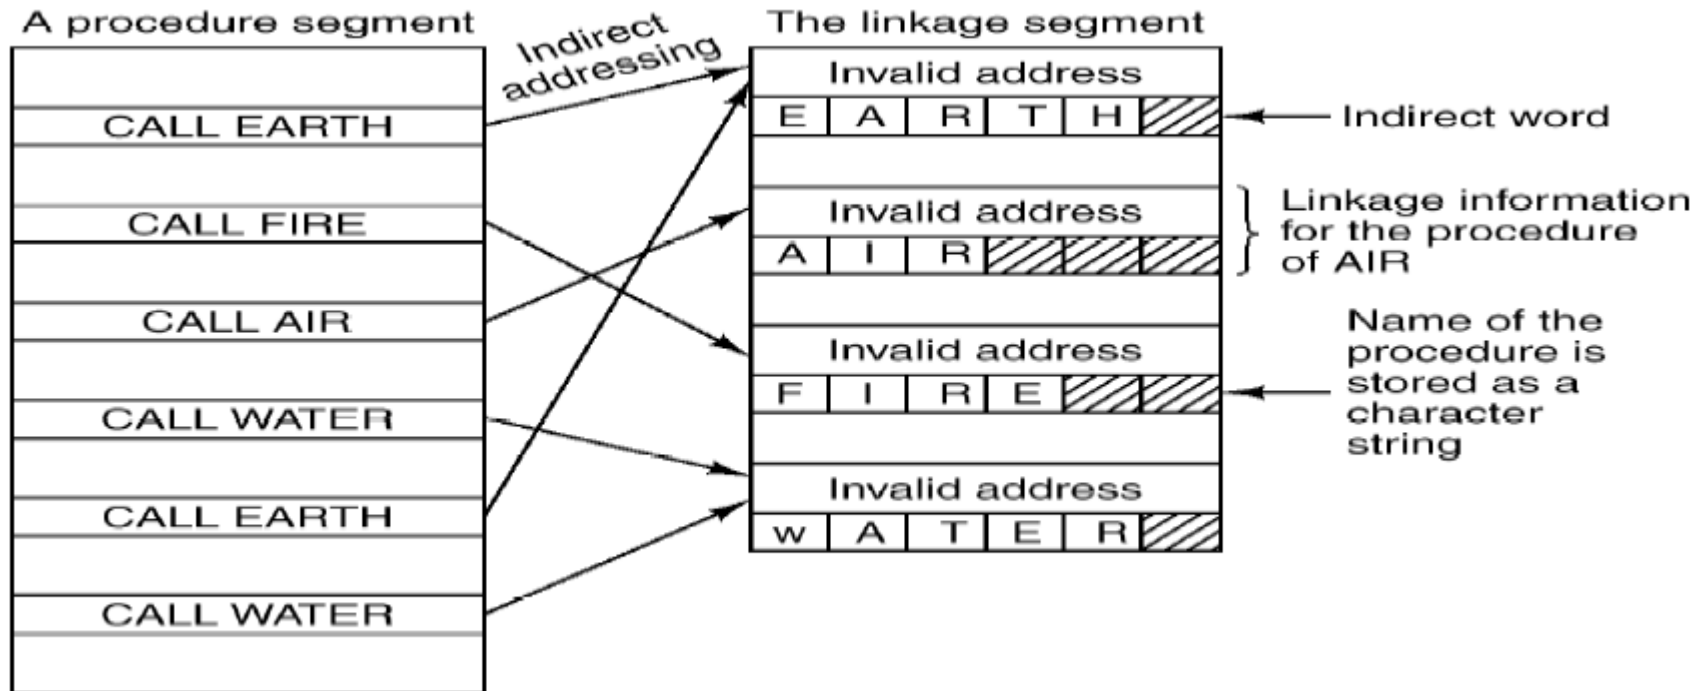 A procedure segment
CALL EARTH
CALL FIRE
CALL AIR
CALL WATER
CALL EARTH
CALL WATER
Indirect
addressing
The linkage segment
Invalid address
E A R T H
Invalid address
A I R
Invalid address
F I R E
Invalid address
w A T E R
Indirect word
Linkage information
for the procedure
of AIR
Name of the
procedure is
stored as a
character
string